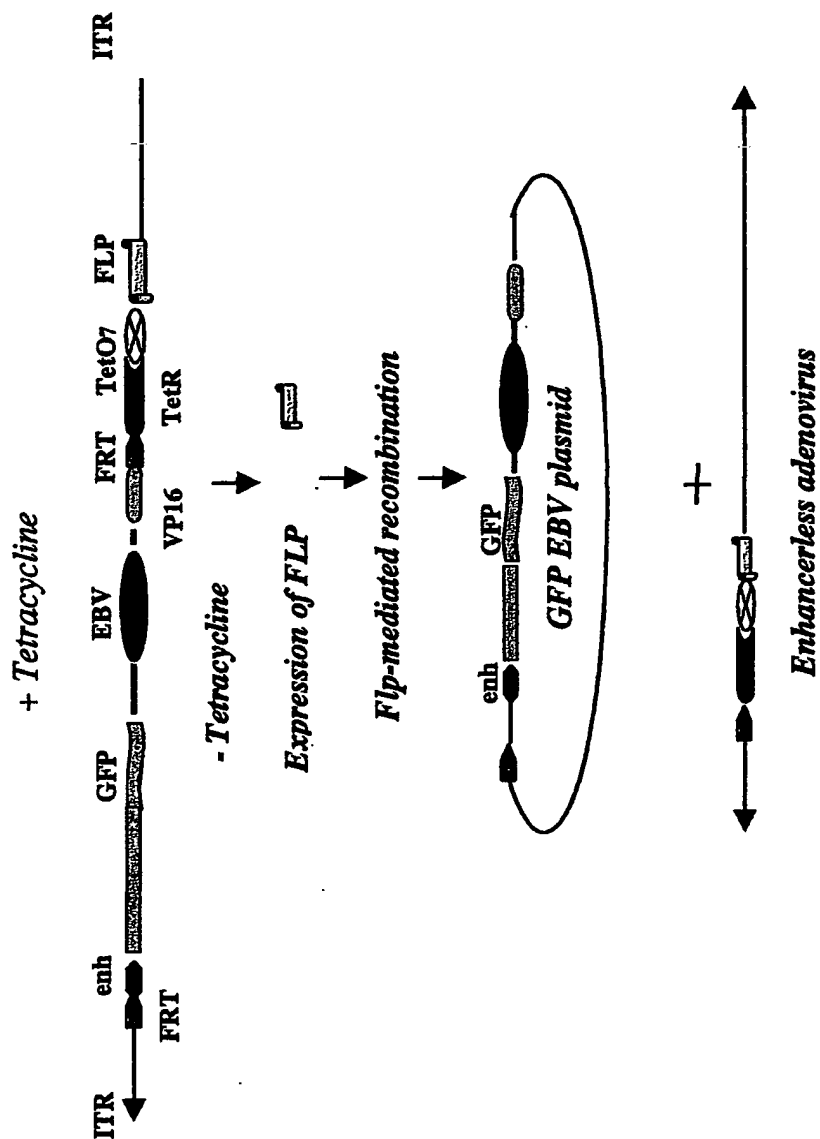 + Tetracycline
ITR
enh
GFP
EBV
FRT
TetO7
FLP
ITR
FRT
VP16
TetR
- Tetracycline
Expression of FLP
Flp-mediated recombination
enh
GFP
GFP EBV plasmid
+
Enhancerless adenovirus